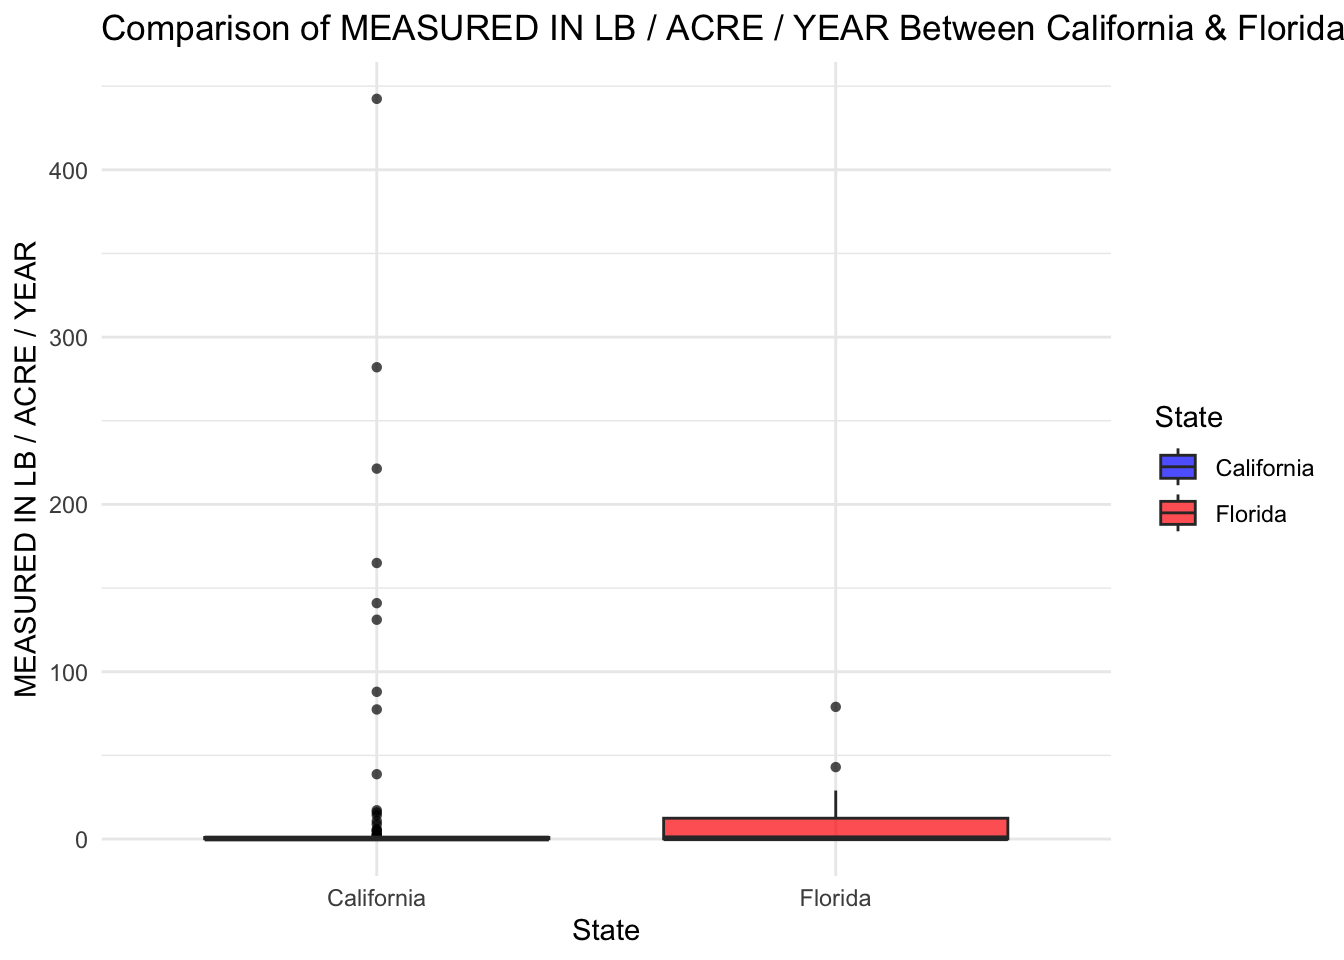 Comparison of MEASURED IN LB / ACRE / YEAR Between California & Florida
MEASURED IN LB / ACRE / YEAR
400
300
200
100
0
California
Florida
State
State
California
Florida